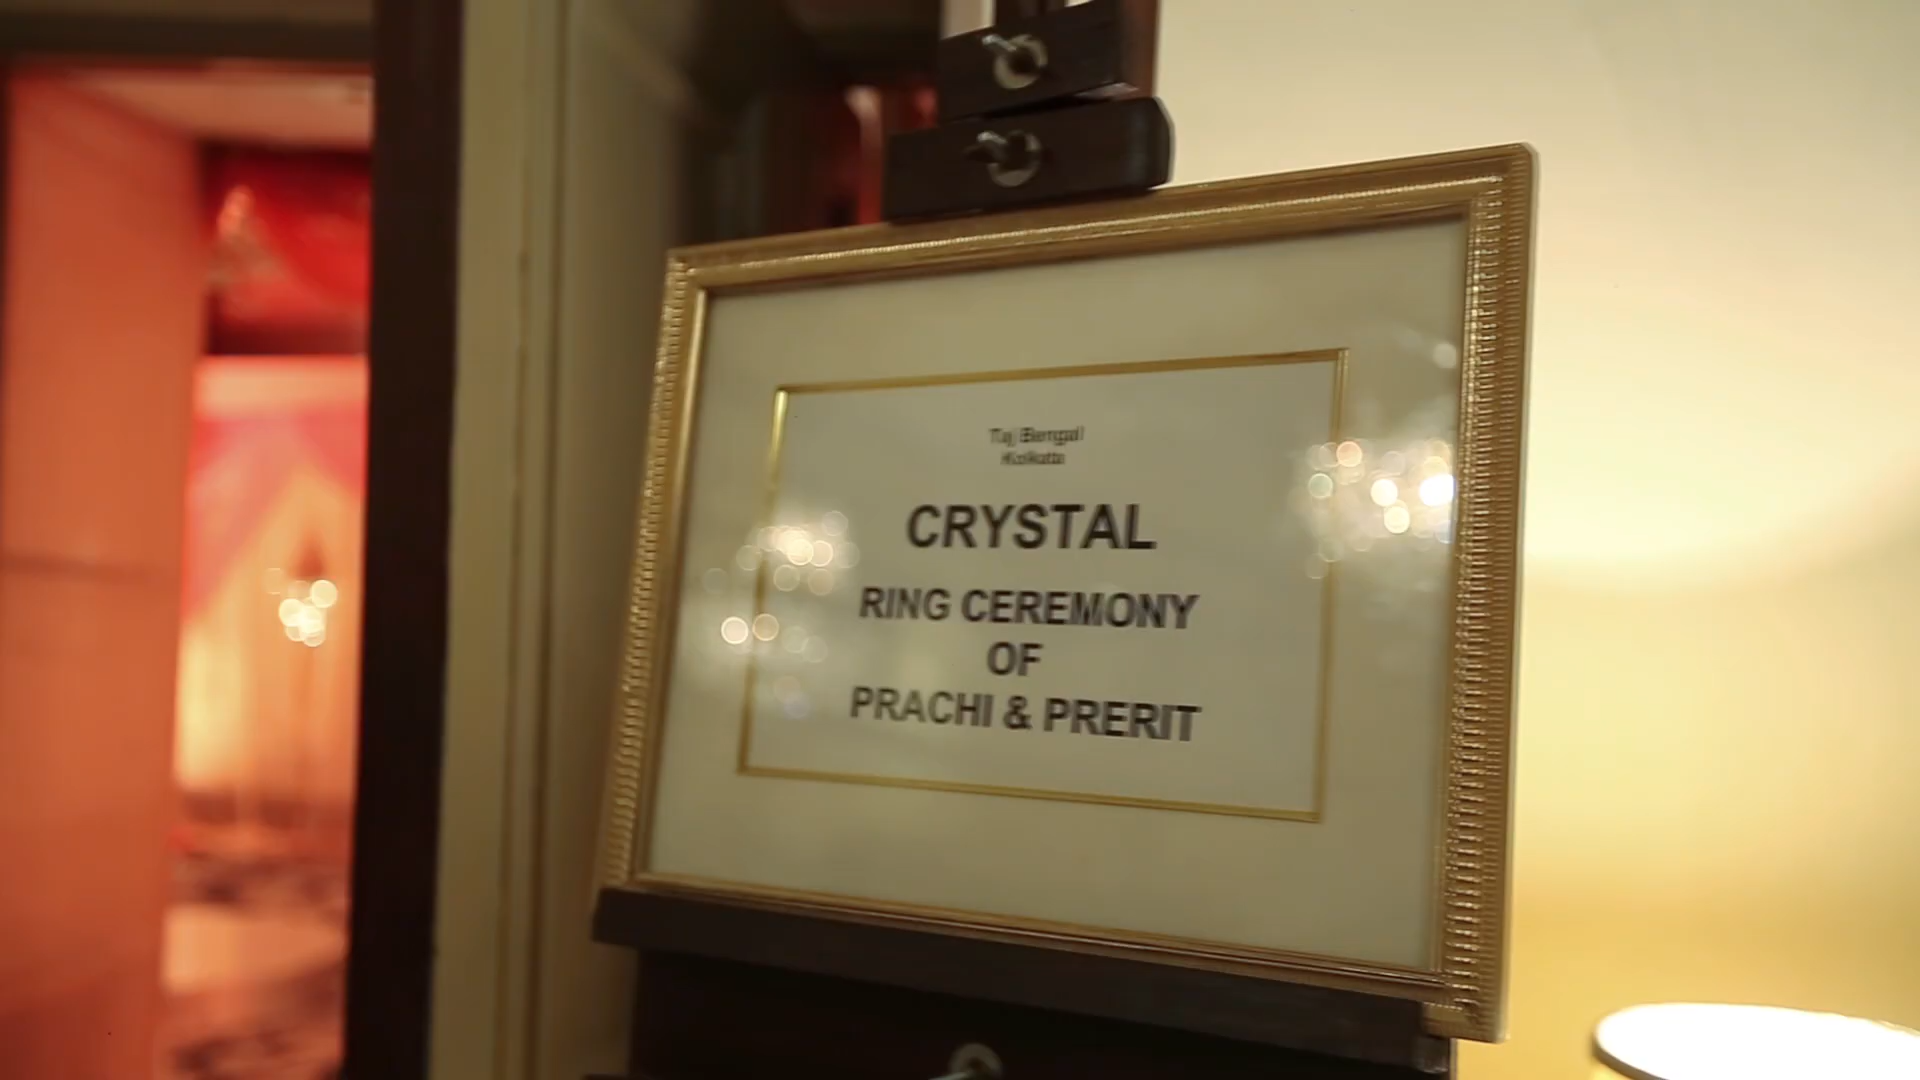 Taj Bengal
Kolkata
CRYSTAL
RING CEREMONY
OF
PRACHI & PRERIT